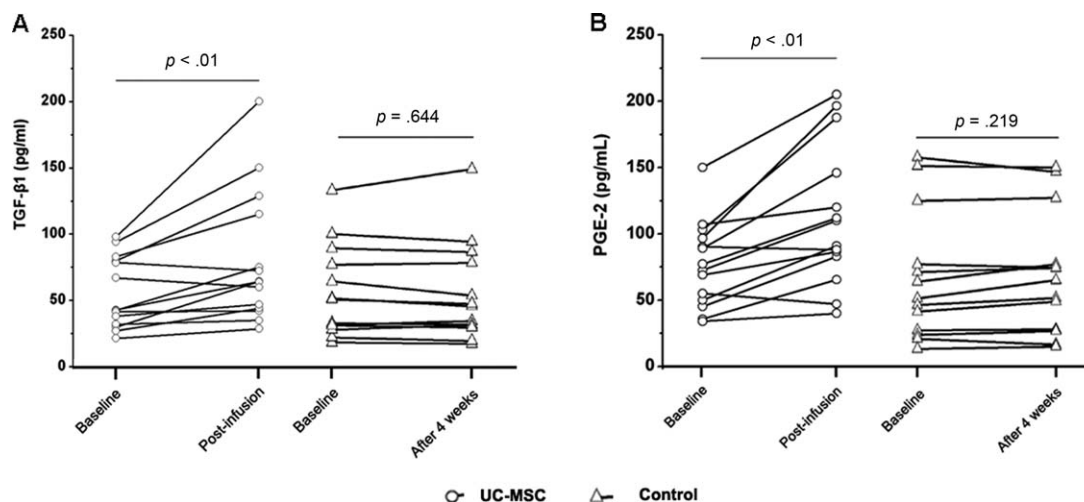 A
TGF-β1 (pg/ml)
250
200
150
100
50
0
p < .01
p = .644
Baseline
Post-infusion
Baseline
After 4 weeks
B
PGE-2 (pg/mL)
250
200
150
100
50
0
p < .01
p = .219
Baseline
Post-infusion
Baseline
After 4 weeks
UC-MSC
Control